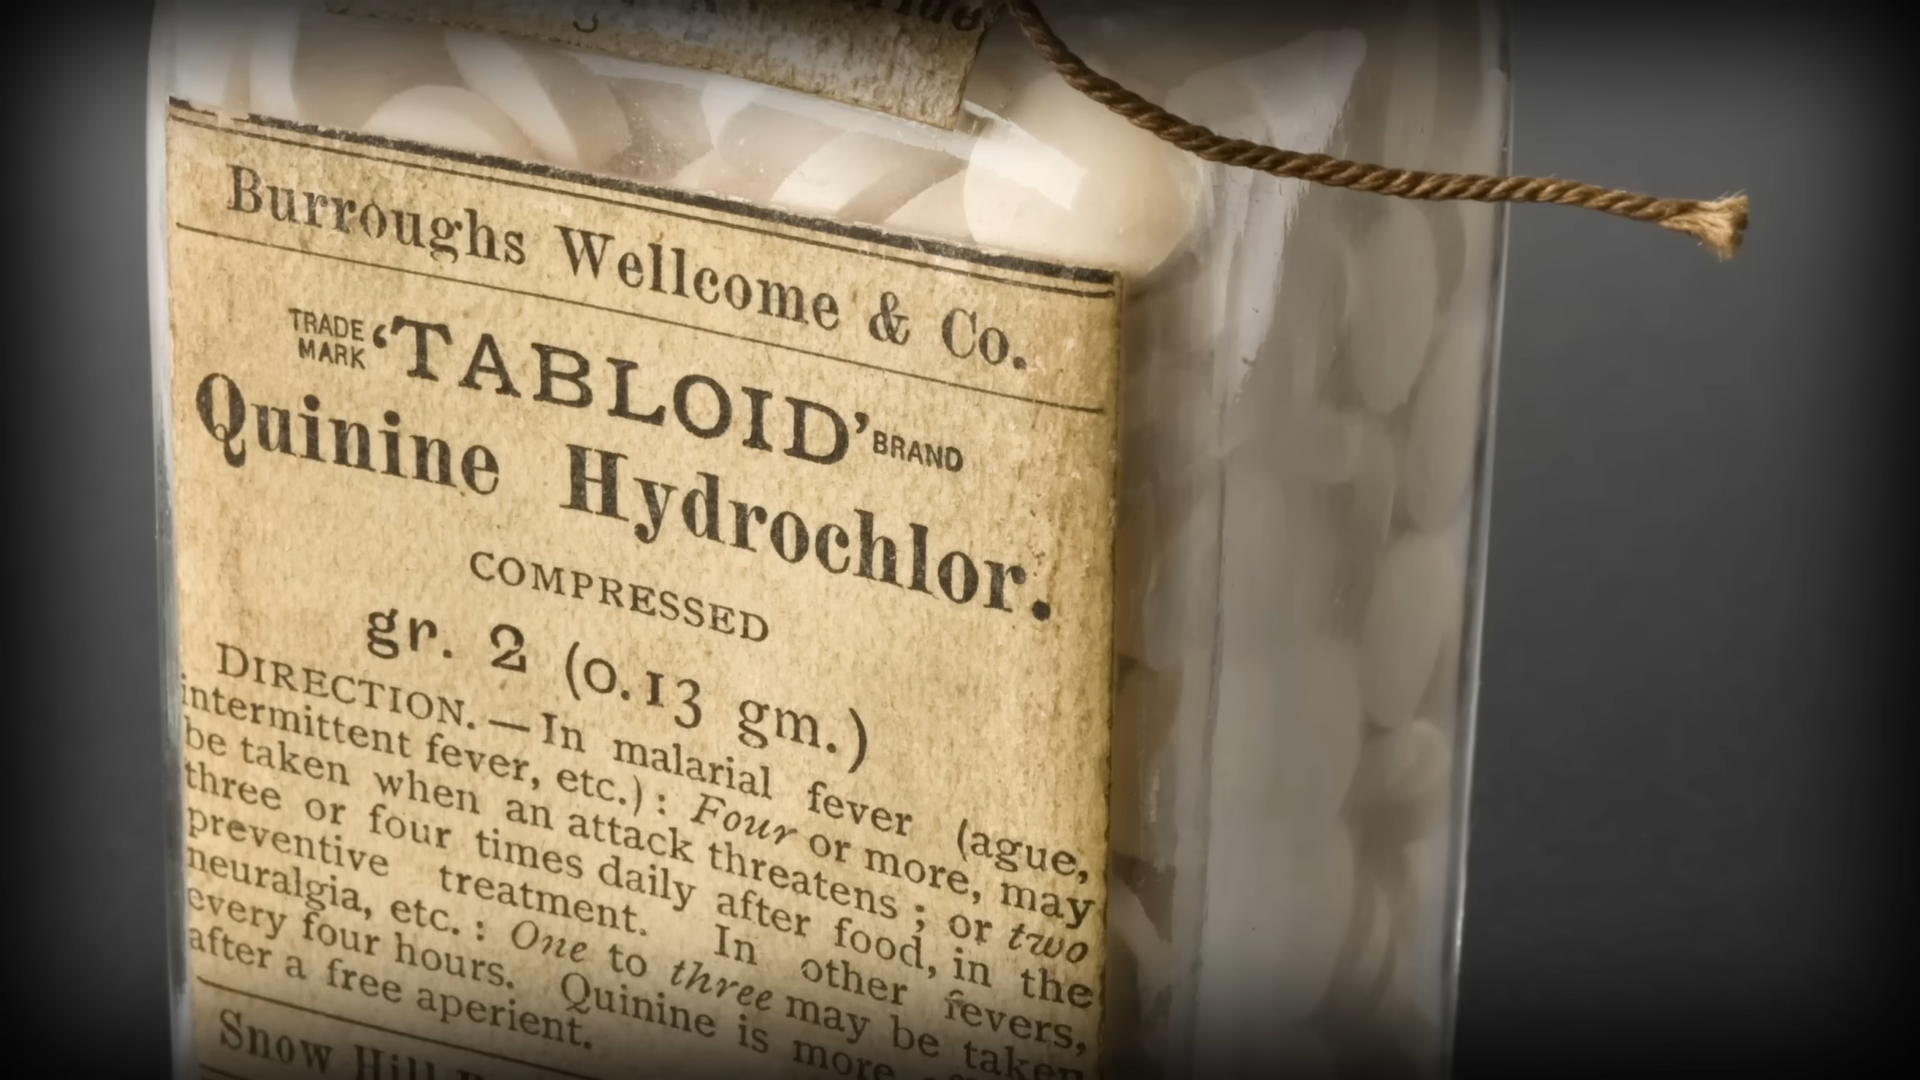 Burroughs Wellcome & Co.
TRADE MARK 'TABLOID' BRAND
Quinine Hydrochlor.
COMPRESSED
gr. 2 (0.13 gm.)
DIRECTION.—In malarial fever (ague,
intermittent fever, etc.): Four or more, may
be taken when an attack threatens; or two
three or four times daily after food, in the
preventive treatment. In other fevers,
neuralgia, etc.: One to three may be taken
every four hours. Quinine is more
after a free aperient.
Snow Hill